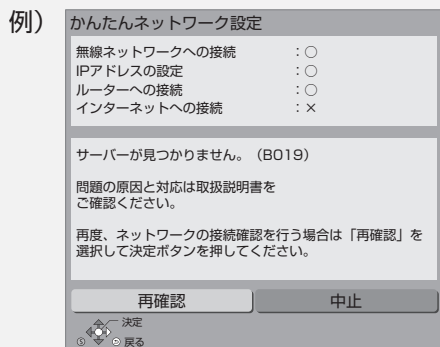 例）
かんたんネットワーク設定
無線ネットワークへの接続　：○
IPアドレスの設定　：○
ルーターへの接続　：○
インターネットへの接続　：×
サーバーが見つかりません。（B019）
問題の原因と対応は取扱説明書を
ご確認ください。
再度、ネットワークの接続確認を行う場合は「再確認」を
選択して決定ボタンを押してください。
再確認　中止
決定
S　戻る